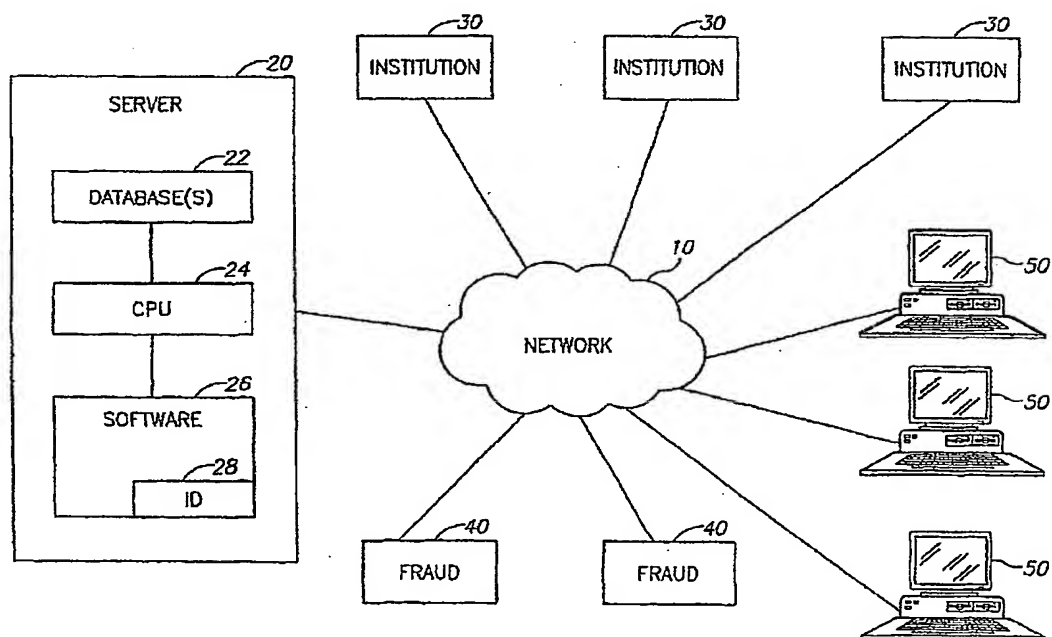 30
INSTITUTION
30
INSTITUTION
30
INSTITUTION
20
SERVER
22
DATABASE(S)
24
CPU
26
SOFTWARE
28
ID
10
NETWORK
50
50
50
40
FRAUD
40
FRAUD